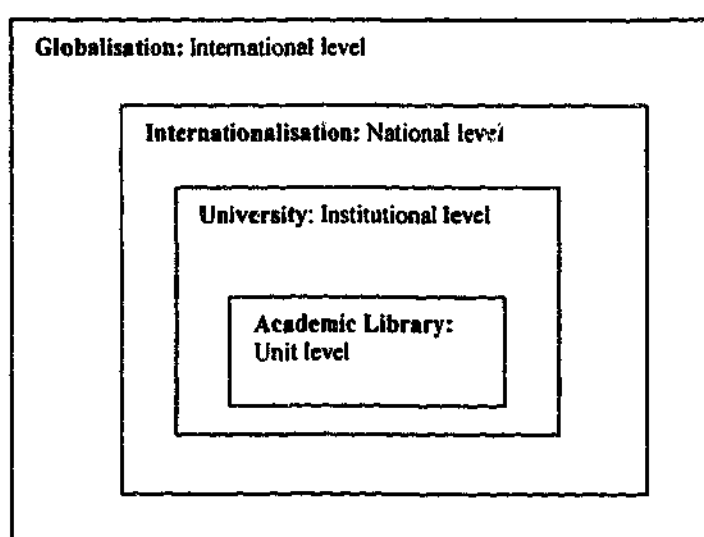 Globalisation: International level
Internationalisation: National level
University: Institutional level
Academic Library:
Unit level